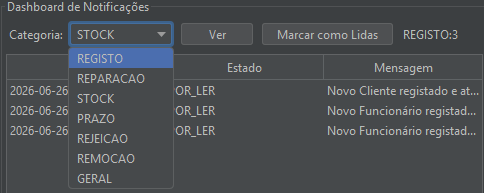 Dashboard de Notificações
Categoria: STOCK Ver Marcar como Lidas REGISTO:3
REGISTO
Estado Mensagem
REPARACAO
2026-06-26 OR_LER Novo Cliente registado e at...
STOCK
2026-06-26 OR_LER Novo Funcionário registad...
PRAZO
2026-06-26 OR_LER Novo Funcionário registad...
REJEICAO
REMOCAO
GERAL